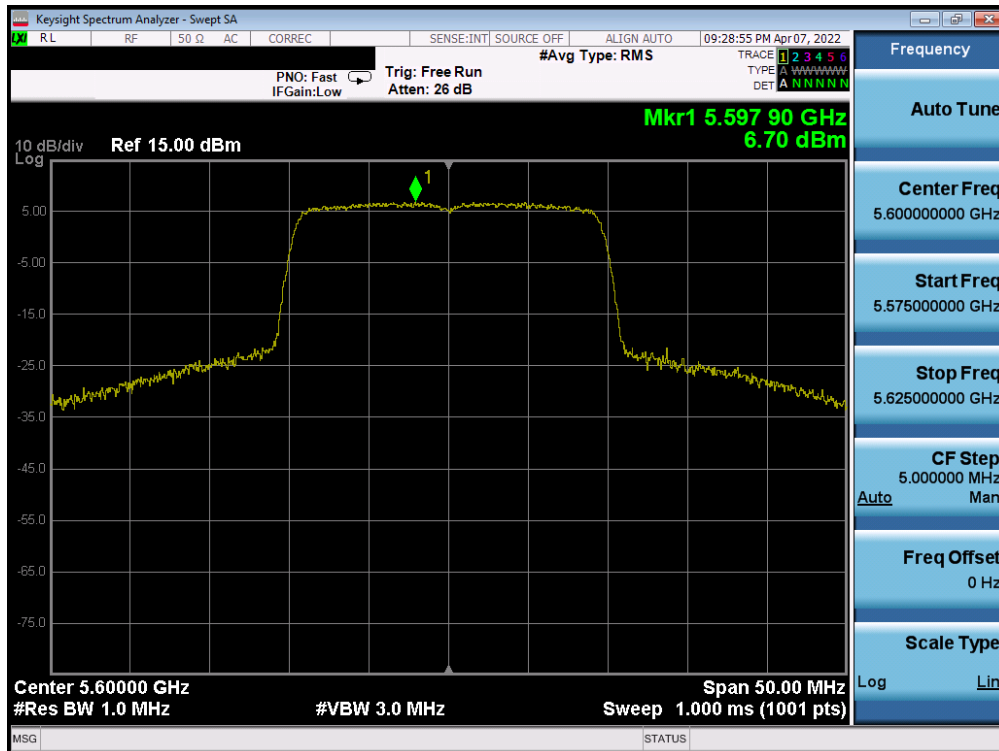 Keysight Spectrum Analyzer - Swept SA
LXI RL RF 50 Ω AC CORREC SENSE:INT SOURCE OFF ALIGN AUTO 09:28:55 PM Apr 07, 2022
#Avg Type: RMS
TRACE 1 2 3 4 5 6
TYPE A WWWWW
DET A N N N N N
PNO: Fast
IFGain:Low
Trig: Free Run
Atten: 26 dB
Mkr1 5.597 90 GHz
6.70 dBm
10 dB/div
Log
Ref 15.00 dBm
1
5.00
-5.00
-15.0
-25.0
-35.0
-45.0
-55.0
-65.0
-75.0
Center 5.60000 GHz
Span 50.00 MHz
#Res BW 1.0 MHz
#VBW 3.0 MHz
Sweep 1.000 ms (1001 pts)
MSG
STATUS
Frequency
Auto Tune
Center Freq
5.600000000 GHz
Start Freq
5.575000000 GHz
Stop Freq
5.625000000 GHz
CF Step
5.000000 MHz
Auto Man
Freq Offset
0 Hz
Scale Type
Log Lin